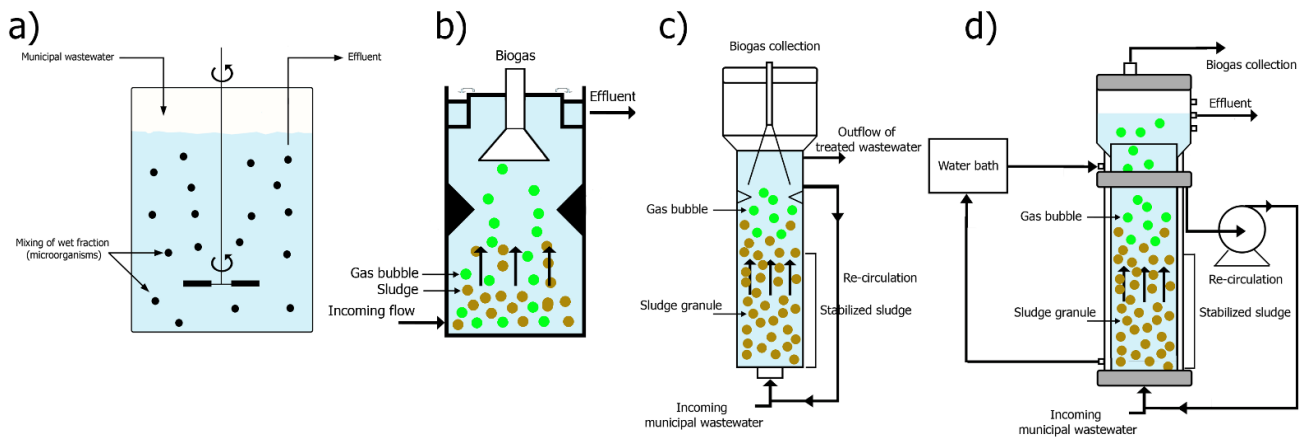 a)
Municipal wastewater
Effluent
Mixing of wet fraction
(microorganisms)
b)
Biogas
Effluent
Gas bubble
Sludge
Incoming flow
c)
Biogas collection
Outflow of
treated wastewater
Gas bubble
Re-circulation
Sludge granule
Stabilized sludge
Incoming
municipal wastewater
d)
Biogas collection
Effluent
Water bath
Gas bubble
Re-circulation
Sludge granule
Stabilized sludge
Incoming
municipal wastewater